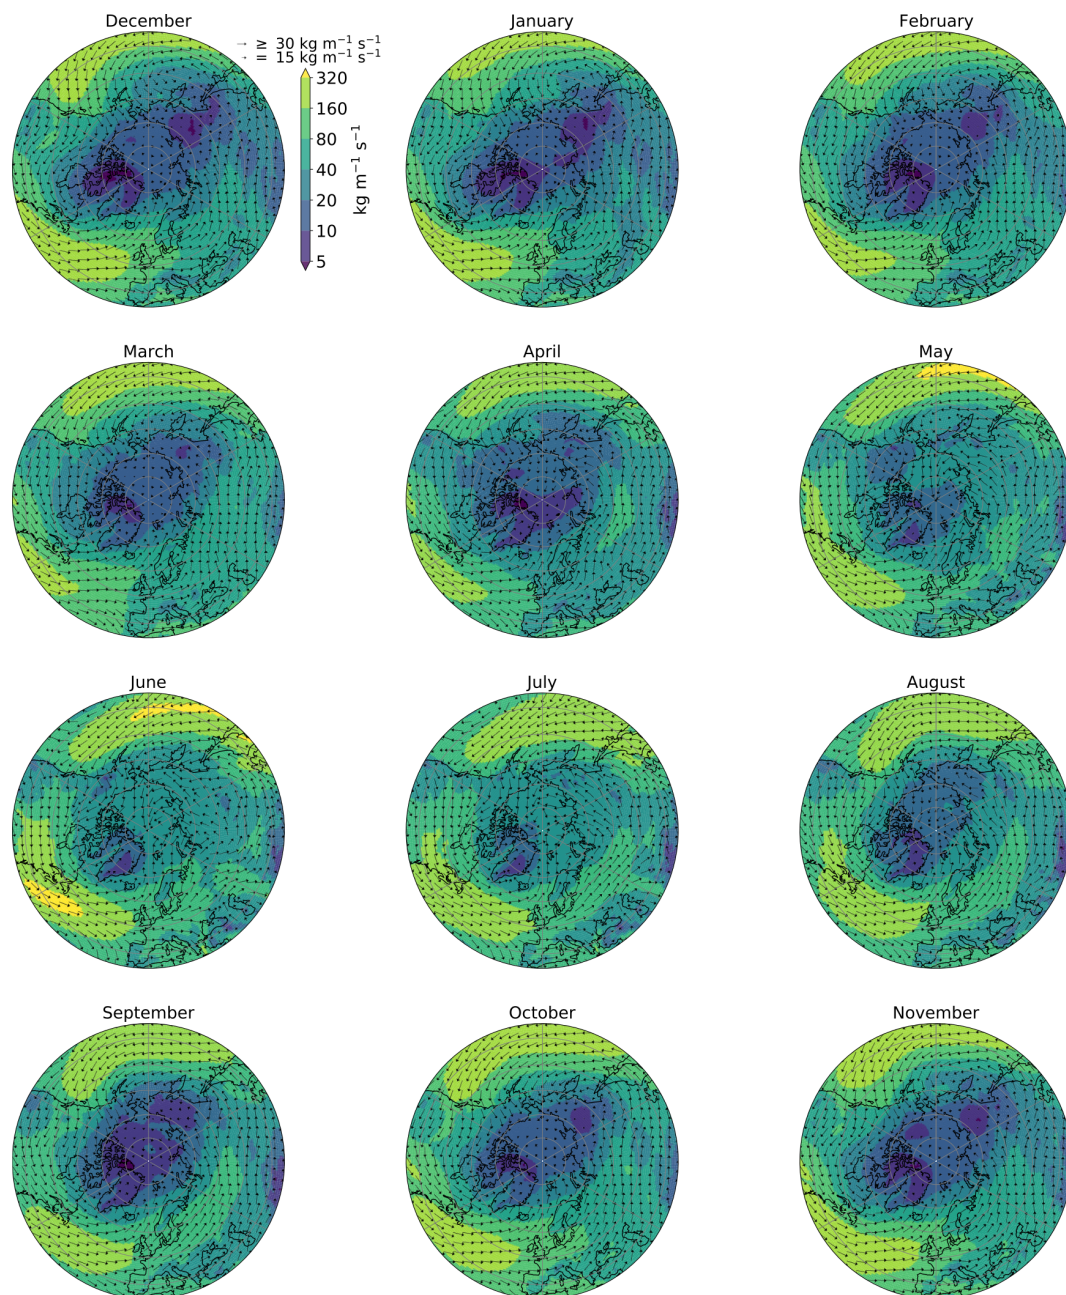 December
January
February
≥ 30 kg m⁻¹ s⁻¹
= 15 kg m⁻¹ s⁻¹
320
160
80
40
20
10
5
kg m⁻¹ s⁻¹
March
April
May
June
July
August
September
October
November